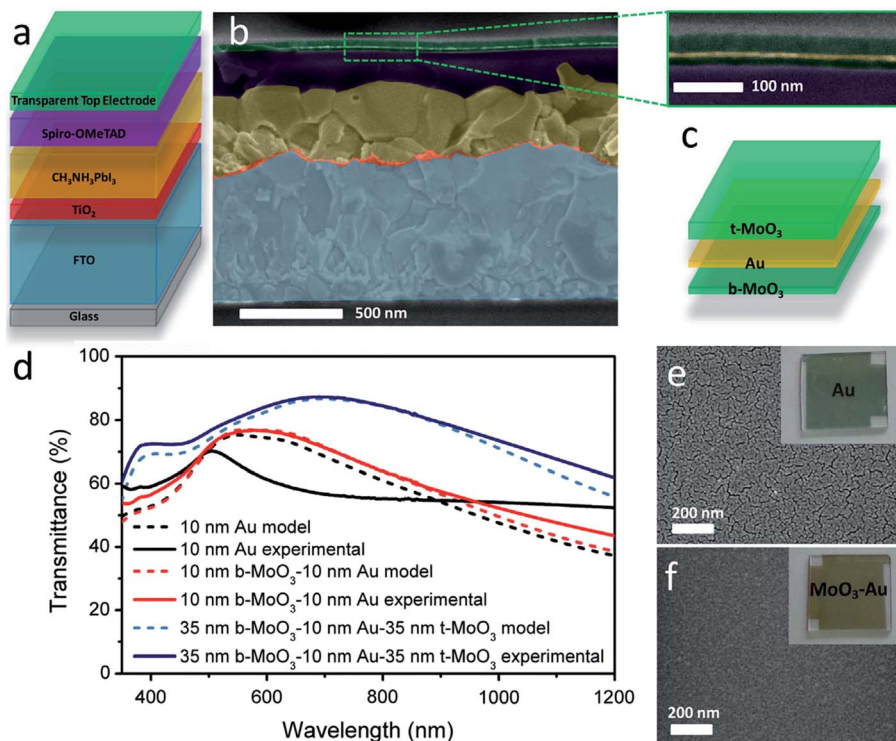 a
Transparent Top Electrode
Spiro-OMeTAD
CH₃NH₃PbI₃
TiO₂
FTO
Glass
b
500 nm
100 nm
c
t-MoO₃
Au
b-MoO₃
d
Transmittance (%)
100
80
60
40
20
0
10 nm Au model
10 nm Au experimental
10 nm b-MoO₃-10 nm Au model
10 nm b-MoO₃-10 nm Au experimental
35 nm b-MoO₃-10 nm Au-35 nm t-MoO₃ model
35 nm b-MoO₃-10 nm Au-35 nm t-MoO₃ experimental
400 600 800 1000 1200
Wavelength (nm)
e
Au
200 nm
f
MoO₃-Au
200 nm